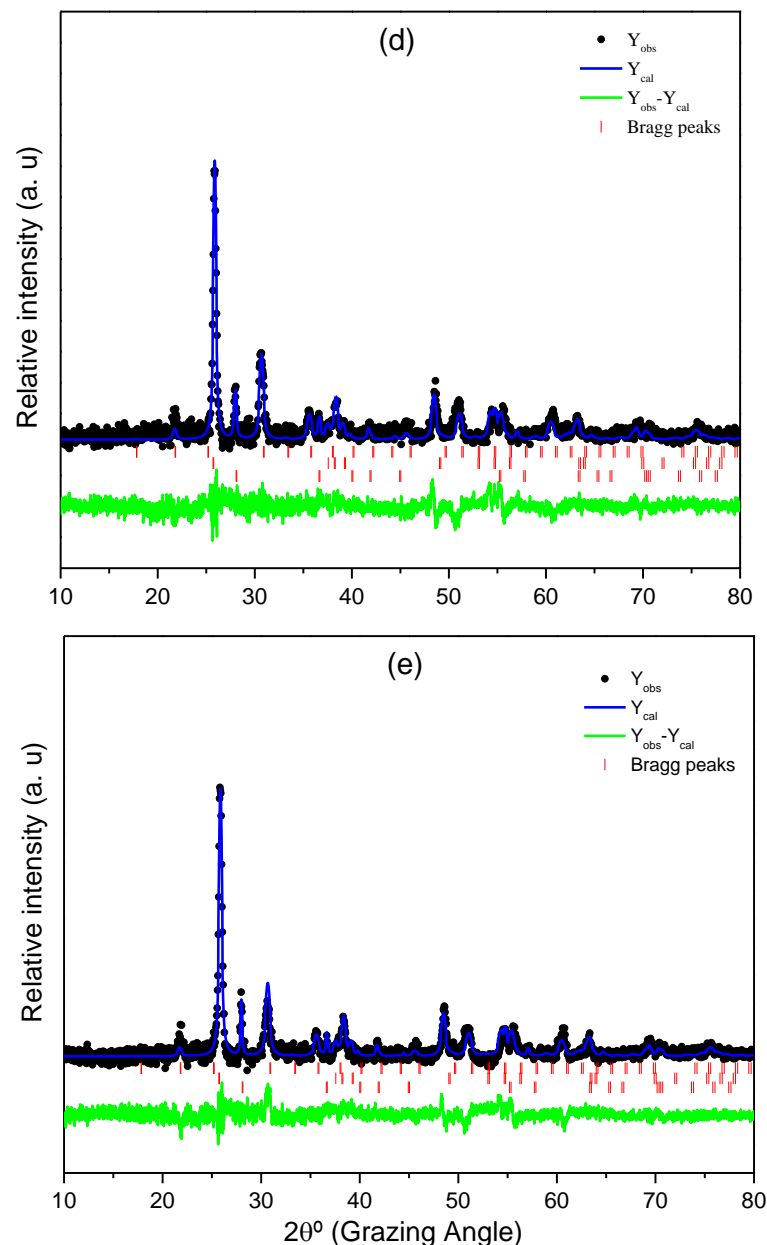 (d)
Y_obs
Y_cal
Y_obs-Y_cal
Bragg peaks
Relative intensity (a. u)
10 20 30 40 50 60 70 80
(e)
Y_obs
Y_cal
Y_obs-Y_cal
Bragg peaks
Relative intensity (a. u)
10 20 30 40 50 60 70 80
2θº (Grazing Angle)